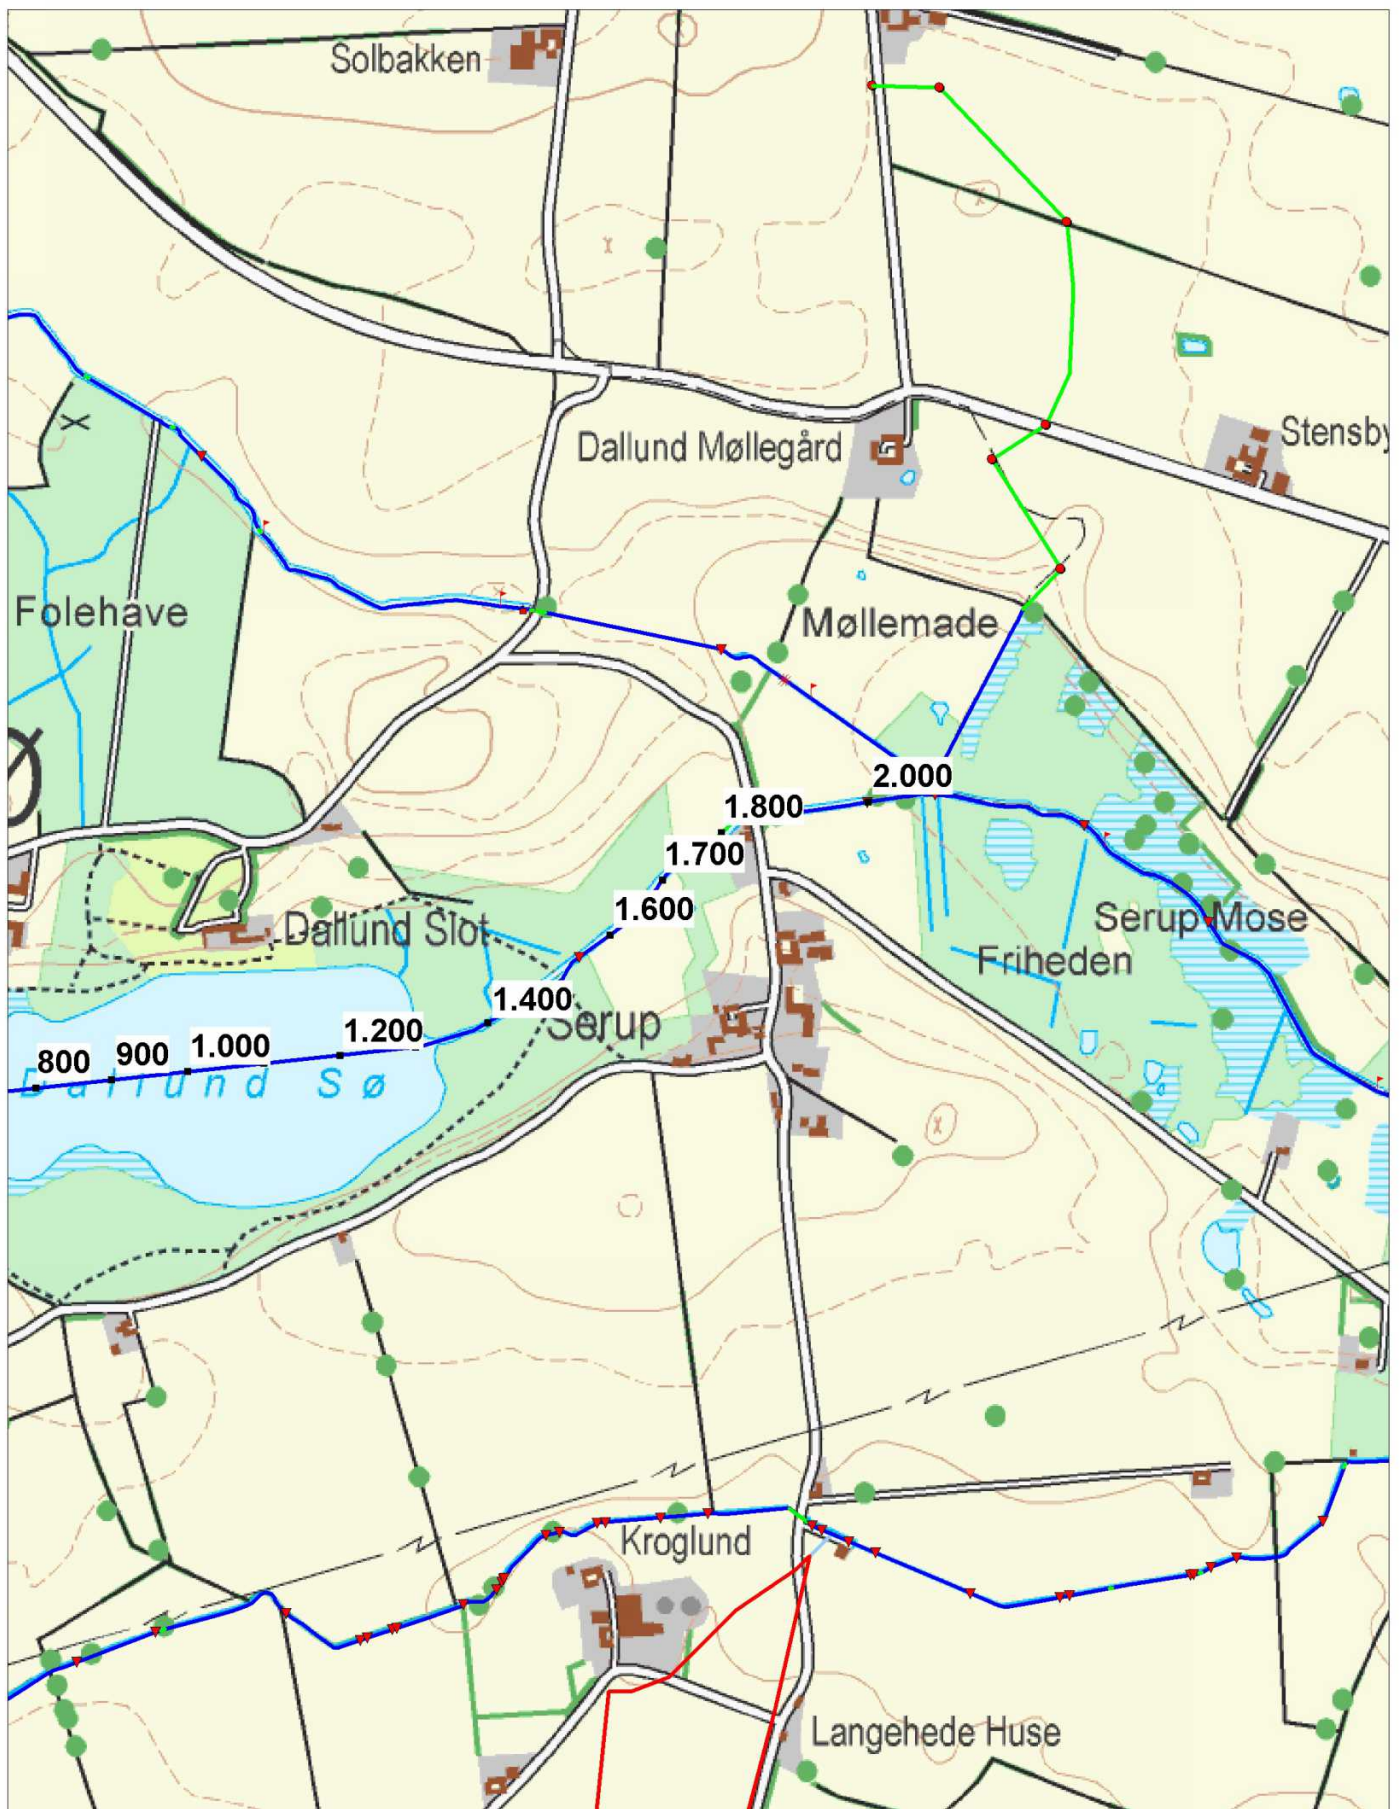 Solbakken
Dallund Møllegård
Stensby
Folehave
Møllemade
Ø
2.000
1.800
1.700
1.600
Dallund Slot
Serup Mose
Friheden
1.400
Serup
1.200
1.000
900
800
Dallund Sø
Kroglund
Langehede Huse